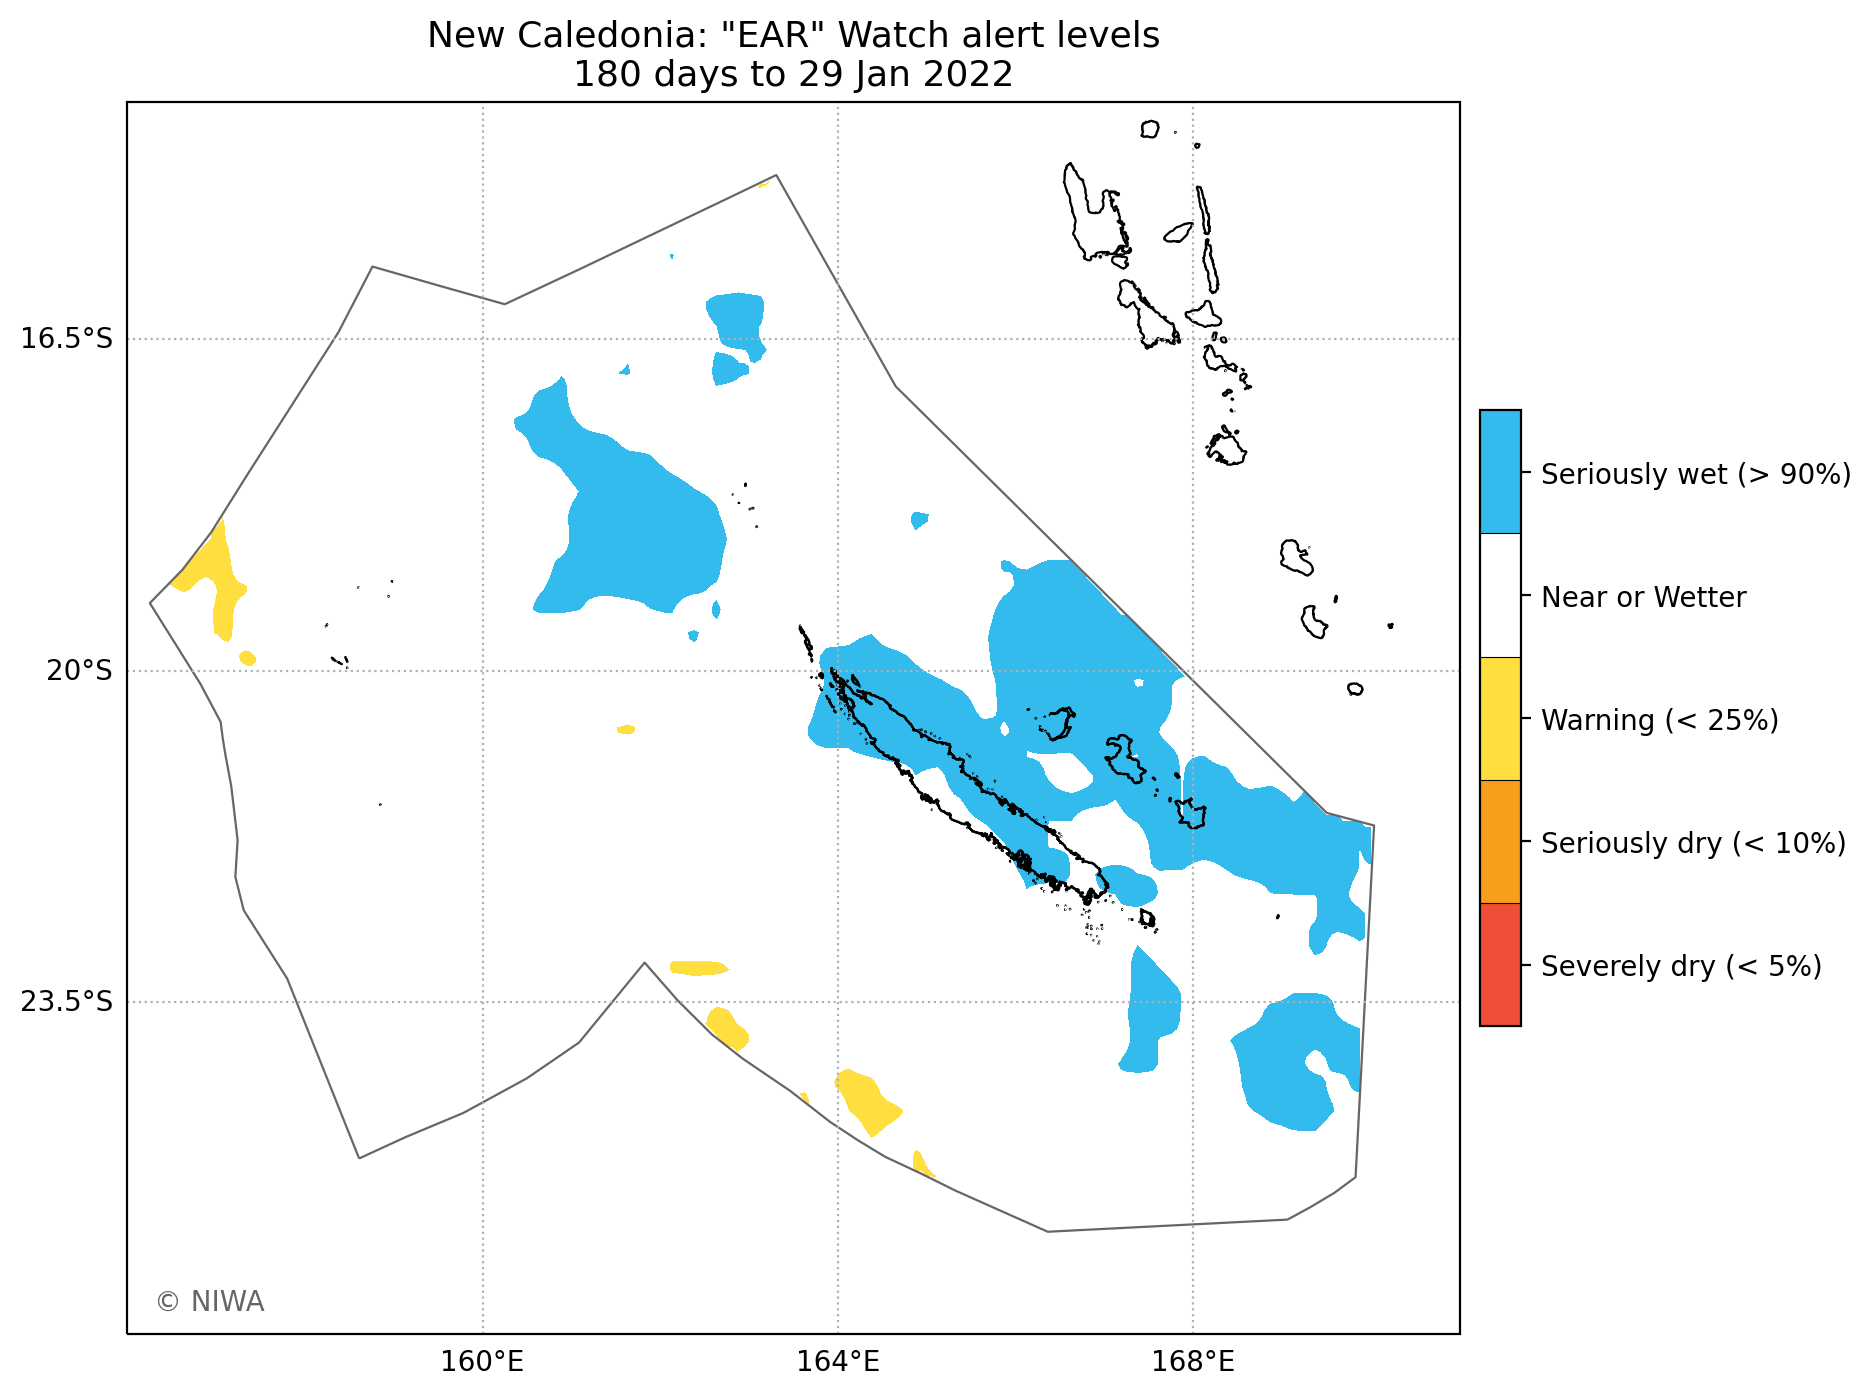 New Caledonia: "EAR" Watch alert levels
180 days to 29 Jan 2022
16.5°S
20°S
23.5°S
160°E
164°E
168°E
Seriously wet (> 90%)
Near or Wetter
Warning (< 25%)
Seriously dry (< 10%)
Severely dry (< 5%)
© NIWA